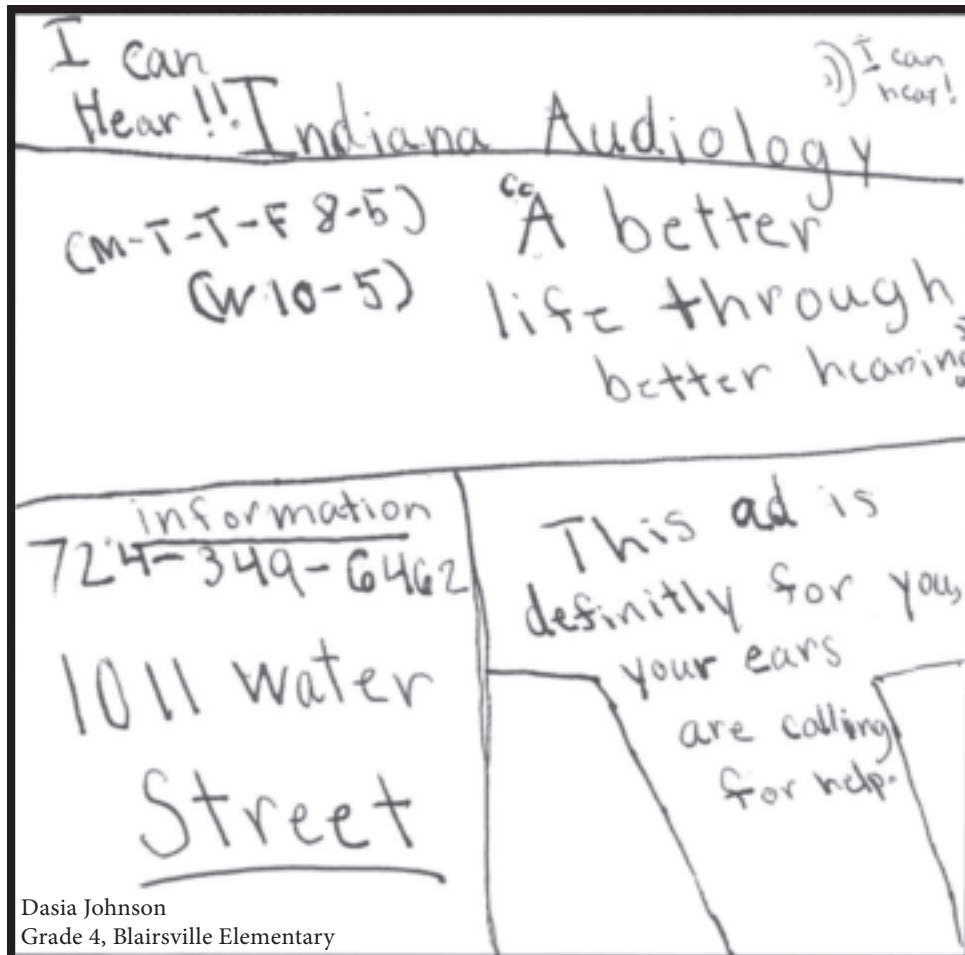 I can
Hear!!
Indiana Audiology
I can
hear!
(M-T-T-F 8-5)
(W 10-5)
“A better
life through
better hearing”
information
724-349-6462
1011 water
Street
This ad is
definitly for you,
your ears
are calling
for help.
Dasia Johnson
Grade 4, Blairsville Elementary